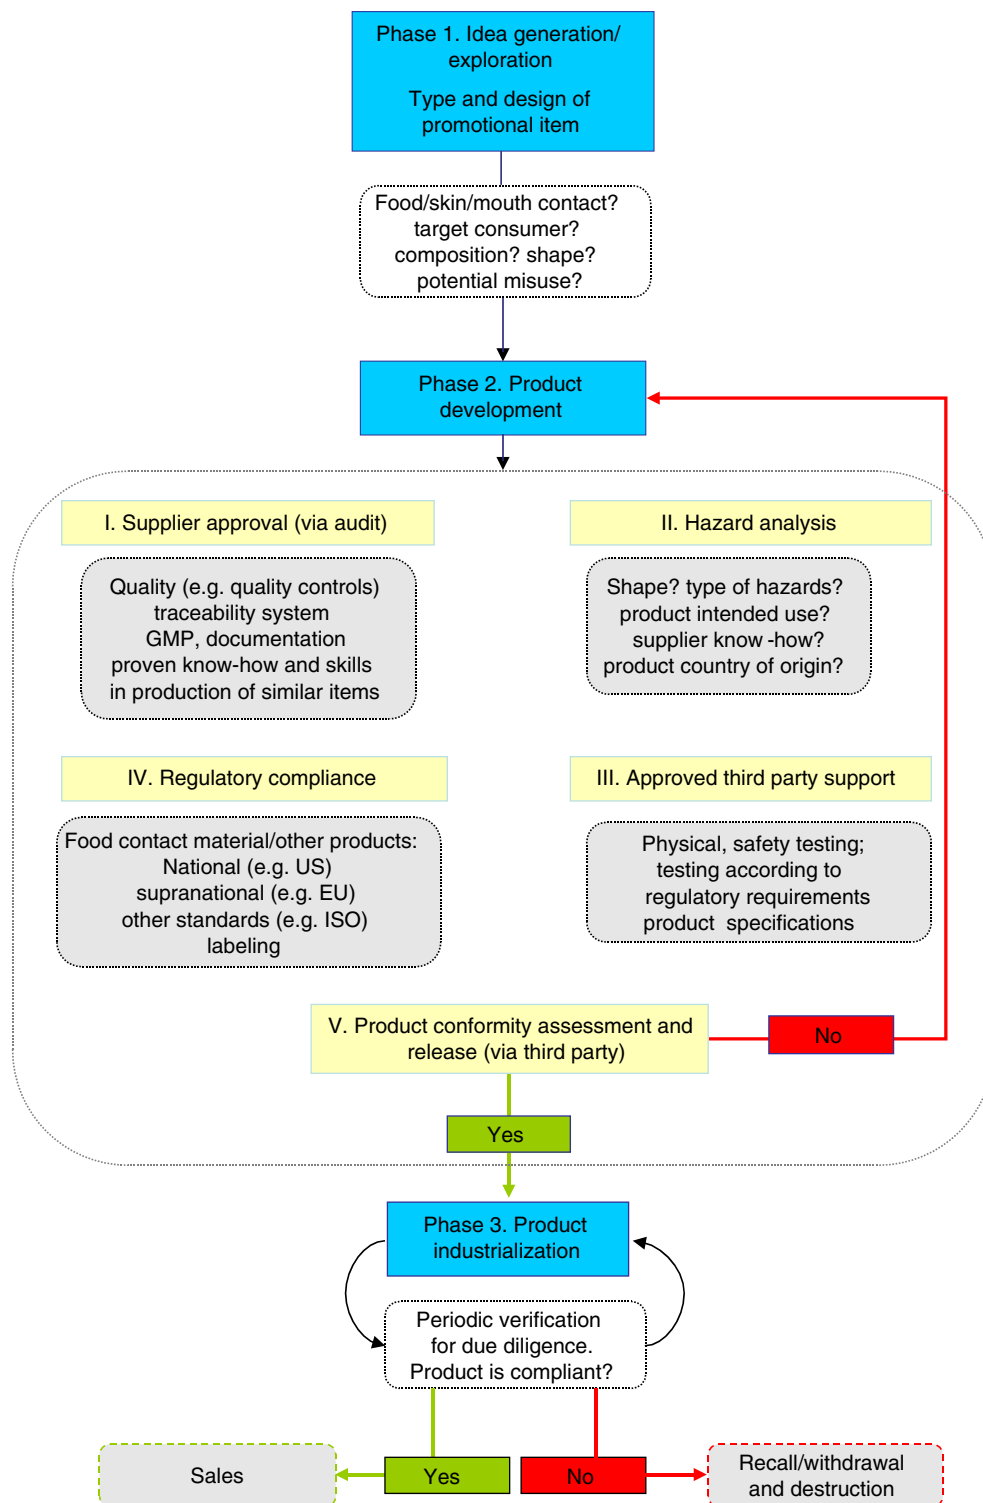 Phase 1. Idea generation/
exploration
Type and design of
promotional item
Food/skin/mouth contact?
target consumer?
composition? shape?
potential misuse?
Phase 2. Product
development
I. Supplier approval (via audit)
Quality (e.g. quality controls)
traceability system
GMP, documentation
proven know-how and skills
in production of similar items
II. Hazard analysis
Shape? type of hazards?
product intended use?
supplier know -how?
product country of origin?
IV. Regulatory compliance
Food contact material/other products:
National (e.g. US)
supranational (e.g. EU)
other standards (e.g. ISO)
labeling
III. Approved third party support
Physical, safety testing;
testing according to
regulatory requirements
product specifications
V. Product conformity assessment and
release (via third party)
No
Yes
Phase 3. Product
industrialization
Periodic verification
for due diligence.
Product is compliant?
Sales
Yes
No
Recall/withdrawal
and destruction